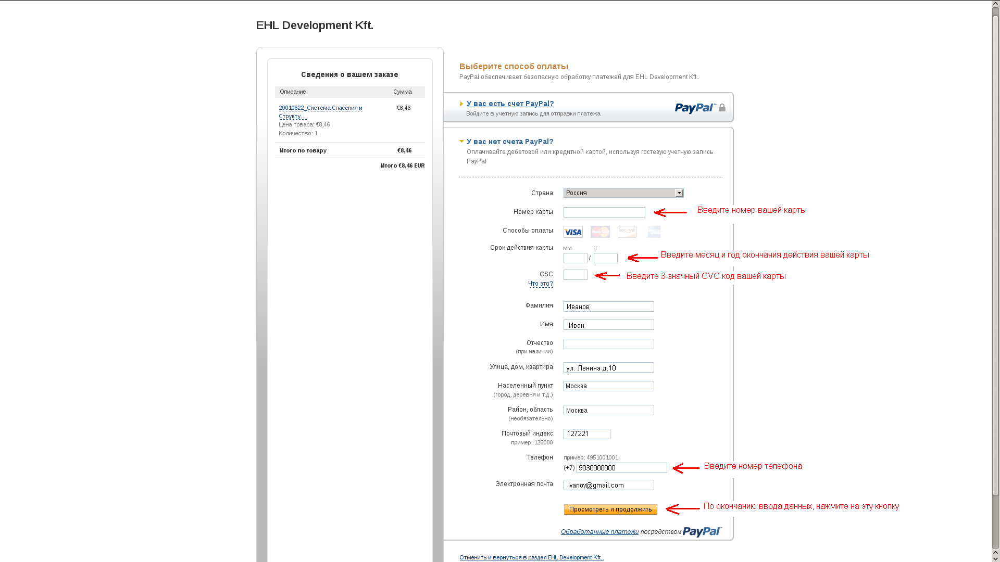 EHL Development Kft.
Сведения о вашем заказе
Описание Сумма
20010622_Система Спасения и €8,46
Структу…
Цена товара: €8,46
Количество: 1
Итого по товару €8,46
Итого €8,46 EUR
Выберите способ оплаты
PayPal обеспечивает безопасную обработку платежей для EHL Development Kft..
У вас есть счет PayPal?
Войдите в учетную запись для отправки платежа
PayPal
У вас нет счета PayPal?
Оплачивайте дебетовой или кредитной картой, используя гостевую учетную запись
PayPal
Страна Россия
Номер карты Введите номер вашей карты
Способы оплаты VISA MasterCard DISCOVER
Срок действия карты мм гг
/ Введите месяц и год окончания действия вашей карты
CSC Введите 3-значный CVC код вашей карты
Что это?
Фамилия Иванов
Имя Иван
Отчество
(при наличии)
Улица, дом, квартира ул. Ленина д.10
Населенный пункт Москва
(город, деревня и т.д.)
Район, область Москва
(необязательно)
Почтовый индекс 127221
пример: 125000
Телефон пример: 4951001001
(+7) 9030000000 Введите номер телефона
Электронная почта ivanov@gmail.com
Просмотреть и продолжить По окончанию ввода данных, нажмите на эту кнопку
Обработанные платежи посредством PayPal
Отменить и вернуться в раздел EHL Development Kft..